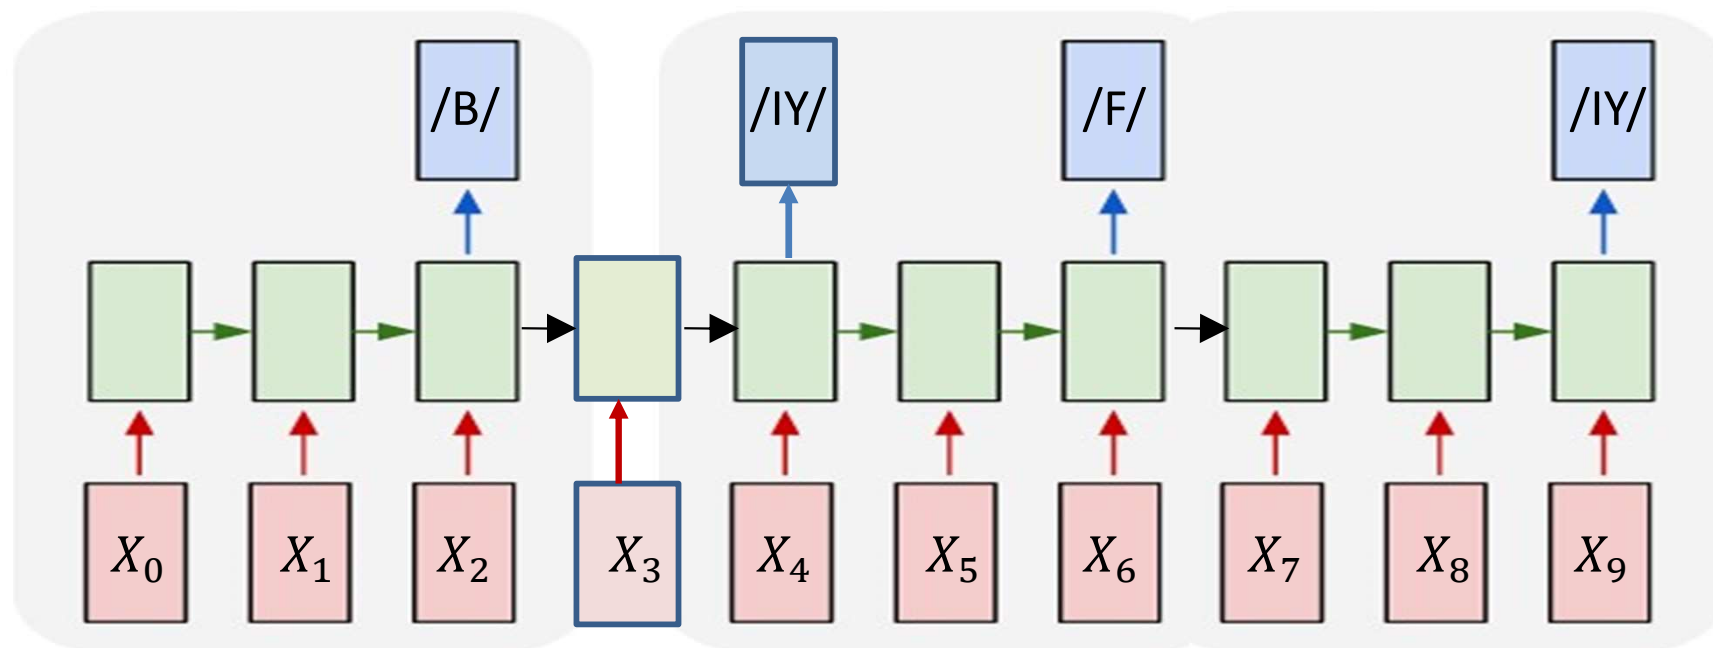 /B/ /IY/ /F/ /IY/
X₀ X₁ X₂ X₃ X₄ X₅ X₆ X₇ X₈ X₉